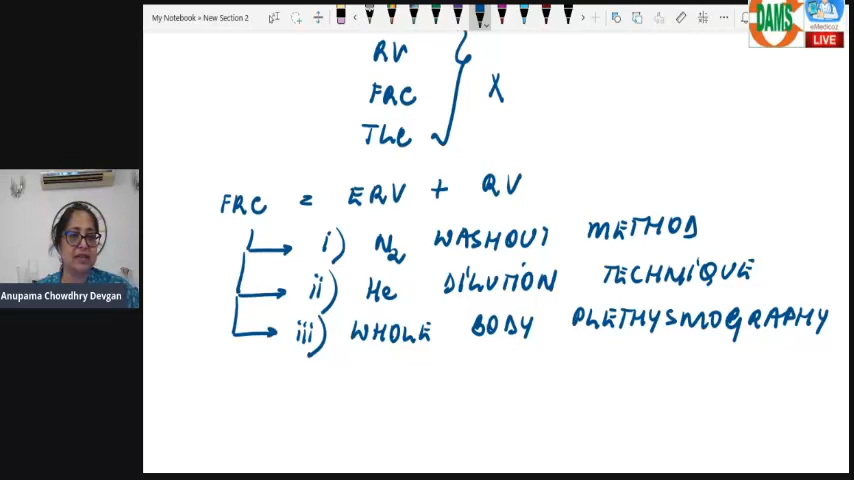 My Notebook » New Section 2
DAMS
eMedicoz
LIVE
RV
FRC
TLC
X
FRC = ERV + RV
i) N2 WASHOUT METHOD
ii) He DILUTION TECHNIQUE
iii) WHOLE BODY PLETHYSMOGRAPHY
Anupama Chowdhry Devgan